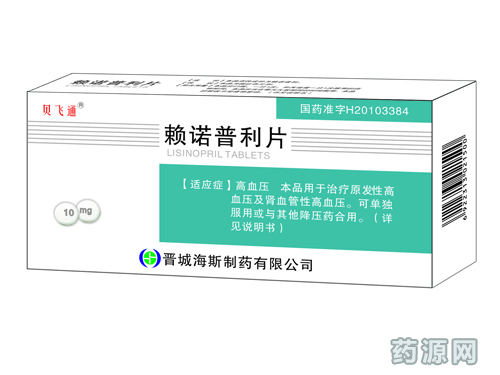 贝飞通®
国药准字H20103384
赖诺普利片
LISINOPRIL TABLETS
【适应症】高血压 本品用于治疗原发性高
血压及肾血管性高血压。可单独
服用或与其他降压药合用。（详
见说明书）
10 mg
晋城海斯制药有限公司
赖诺普利片
6922313021500
药源网